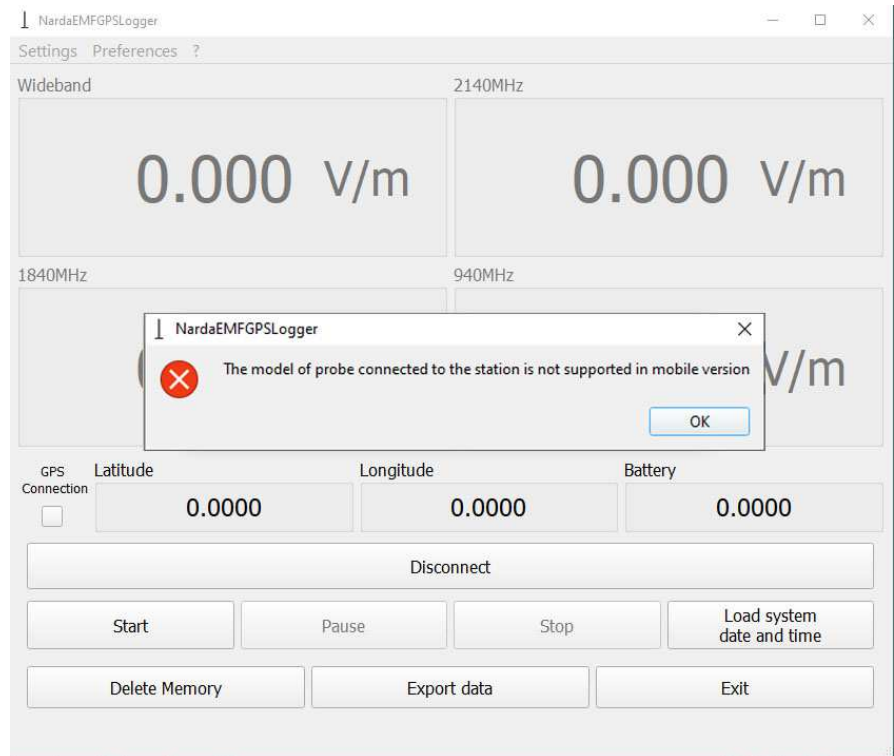 NardaEMFGPSLogger
Settings Preferences ?
Wideband
2140MHz
0.000 V/m
0.000 V/m
1840MHz
940MHz
NardaEMFGPSLogger
The model of probe connected to the station is not supported in mobile version
OK
V/m
GPS
Connection
Latitude
Longitude
Battery
0.0000
0.0000
0.0000
Disconnect
Start
Pause
Stop
Load system
date and time
Delete Memory
Export data
Exit